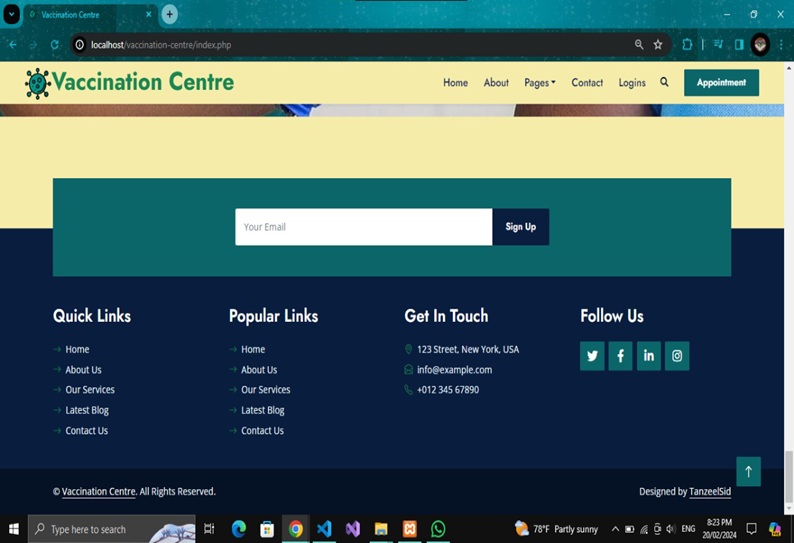 Vaccination Centre
localhost/vaccination-centre/index.php
Vaccination Centre
Home About Pages Contact Logins Appointment
Your Email Sign Up
Quick Links
Home
About Us
Our Services
Latest Blog
Contact Us
Popular Links
Home
About Us
Our Services
Latest Blog
Contact Us
Get In Touch
123 Street, New York, USA
info@example.com
+012 345 67890
Follow Us
© Vaccination Centre. All Rights Reserved.
Designed by TanzeelSid
Type here to search
78°F Partly sunny
ENG
8:23 PM
20/02/2024